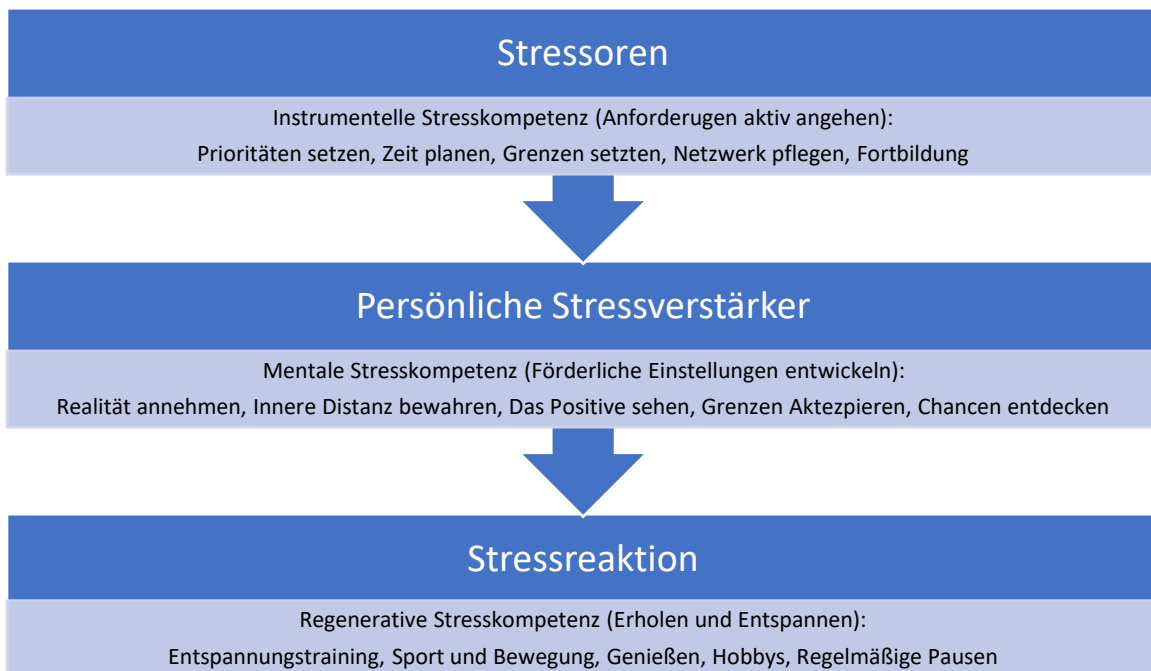 Stressoren
Instrumentelle Stresskompetenz (Anforderugen aktiv angehen):
Prioritäten setzen, Zeit planen, Grenzen setzten, Netzwerk pflegen, Fortbildung
Persönliche Stressverstärker
Mentale Stresskompetenz (Förderliche Einstellungen entwickeln):
Realität annehmen, Innere Distanz bewahren, Das Positive sehen, Grenzen Aktezpieren, Chancen entdecken
Stressreaktion
Regenerative Stresskompetenz (Erholen und Entspannen):
Entspannungstraining, Sport und Bewegung, Genießen, Hobbys, Regelmäßige Pausen